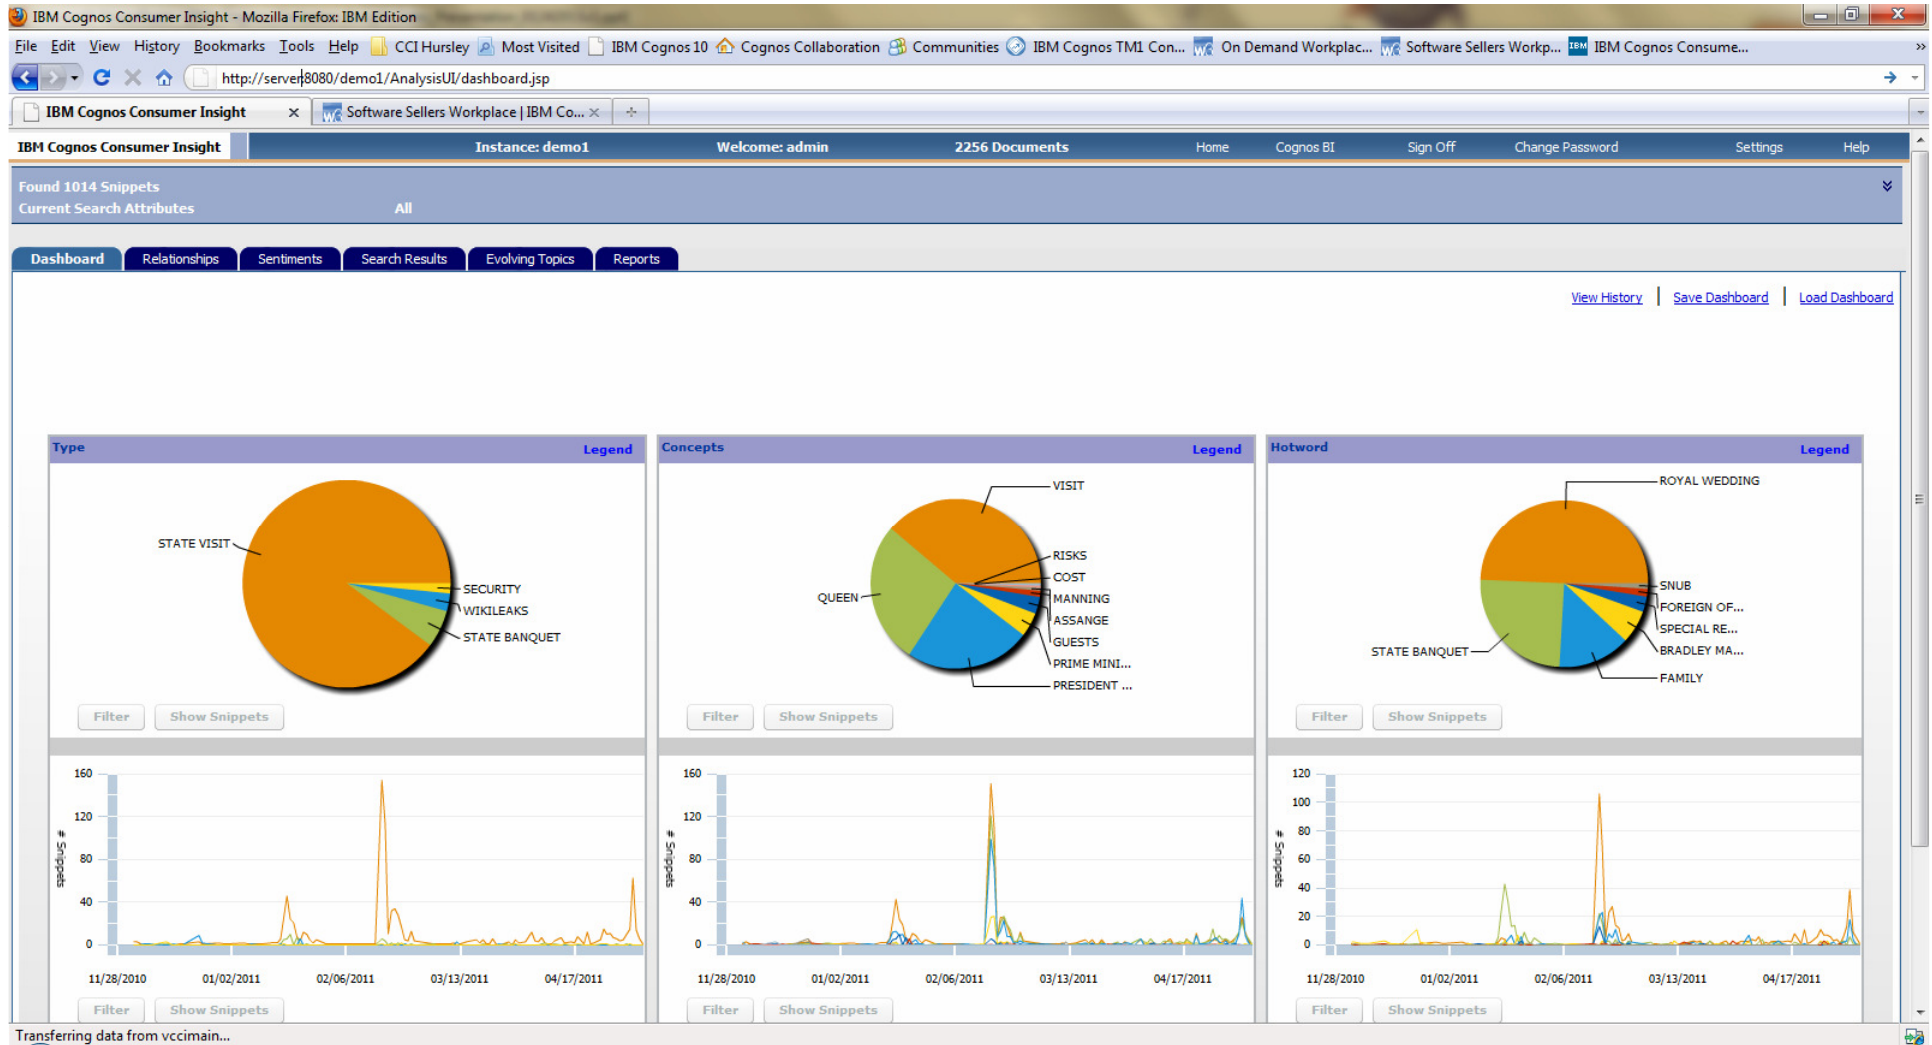 IBM Cognos Consumer Insight - Mozilla Firefox: IBM Edition
File Edit View History Bookmarks Tools Help CCI Hursley Most Visited IBM Cognos 10 Cognos Collaboration Communities IBM Cognos TM1 Con... On Demand Workplac... Software Sellers Workp... IBM IBM Cognos Consume... »
http://server:8080/demo1/AnalysisUI/dashboard.jsp
IBM Cognos Consumer Insight Software Sellers Workplace | IBM Co...
IBM Cognos Consumer Insight Instance: demo1 Welcome: admin 2256 Documents Home Cognos BI Sign Off Change Password Settings Help
Found 1014 Snippets
Current Search Attributes All
Dashboard Relationships Sentiments Search Results Evolving Topics Reports
View History | Save Dashboard | Load Dashboard
Type Legend
STATE VISIT
SECURITY
WIKILEAKS
STATE BANQUET
Filter Show Snippets
160
120
80
40
0
# Snippets
11/28/2010 01/02/2011 02/06/2011 03/13/2011 04/17/2011
Filter Show Snippets
Concepts Legend
VISIT
RISKS
COST
QUEEN
MANNING
ASSANGE
GUESTS
PRIME MINI...
PRESIDENT ...
Filter Show Snippets
160
120
80
40
0
# Snippets
11/28/2010 01/02/2011 02/06/2011 03/13/2011 04/17/2011
Filter Show Snippets
Hotword Legend
ROYAL WEDDING
SNUB
FOREIGN OF...
SPECIAL RE...
STATE BANQUET
BRADLEY MA...
FAMILY
Filter Show Snippets
120
100
80
60
40
20
0
# Snippets
11/28/2010 01/02/2011 02/06/2011 03/13/2011 04/17/2011
Filter Show Snippets
Transferring data from vccimain...